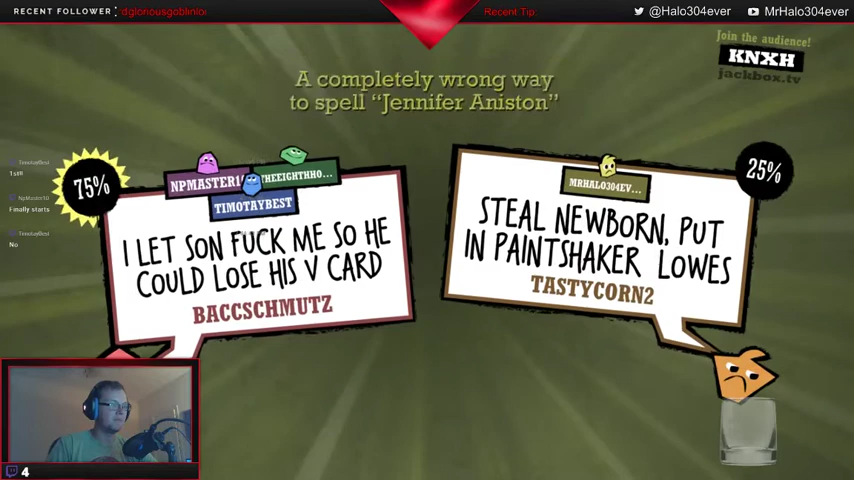 RECENT FOLLOWER
Recent Tip:
@Halo304ever
MrHalo304ever
Join the audience!
KNXH
jackbox.tv
A completely wrong way
to spell “Jennifer Aniston”
TimotayBest
1st!!
NpMaster10
Finally starts
TimotayBest
No
75%
THEEIGHTHHO...
TIMOTAYBEST
I LET SON FUCK ME SO HE
COULD LOSE HIS V CARD
BACCSCHMUTZ
25%
MRHALO304EV...
STEAL NEWBORN, PUT
IN PAINTSHAKER LOWES
TASTYCORN2
4